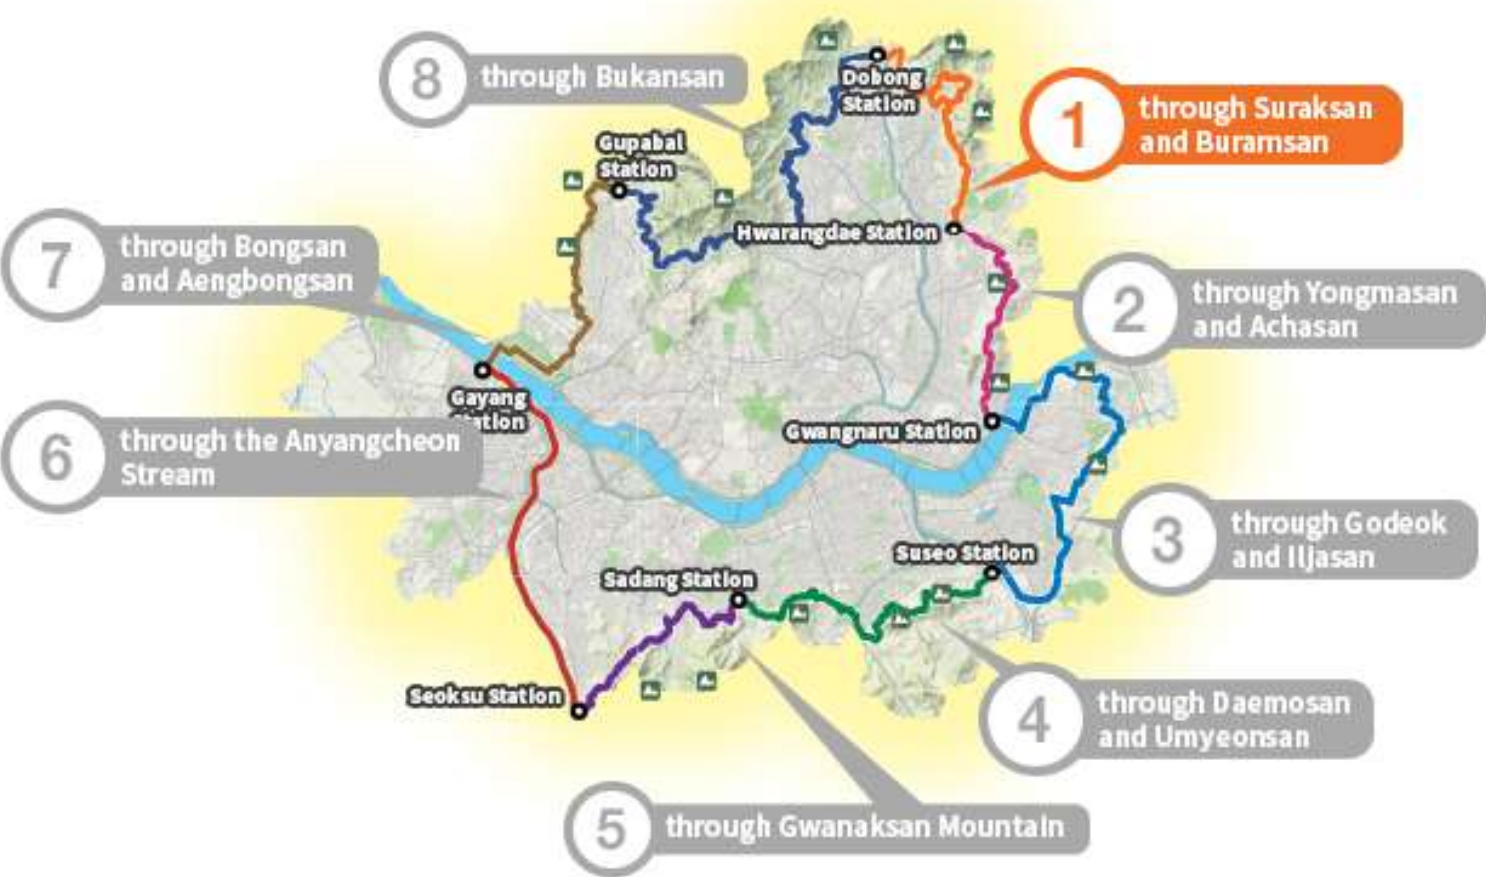 8
through Bukansan
Dobong
Station
1
through Suraksan
and Buramsan
Gupabal
Station
Hwarangdae Station
7
through Bongsan
and Aengbongsan
2
through Yongmasan
and Achasan
Gayang
Station
Gwangnaru Station
6
through the Anyangcheon
Stream
3
through Godeok
and Iljasan
Suseo Station
Sadang Station
Seoksu Station
4
through Daemosan
and Umyeonsan
5
through Gwanaksan Mountain